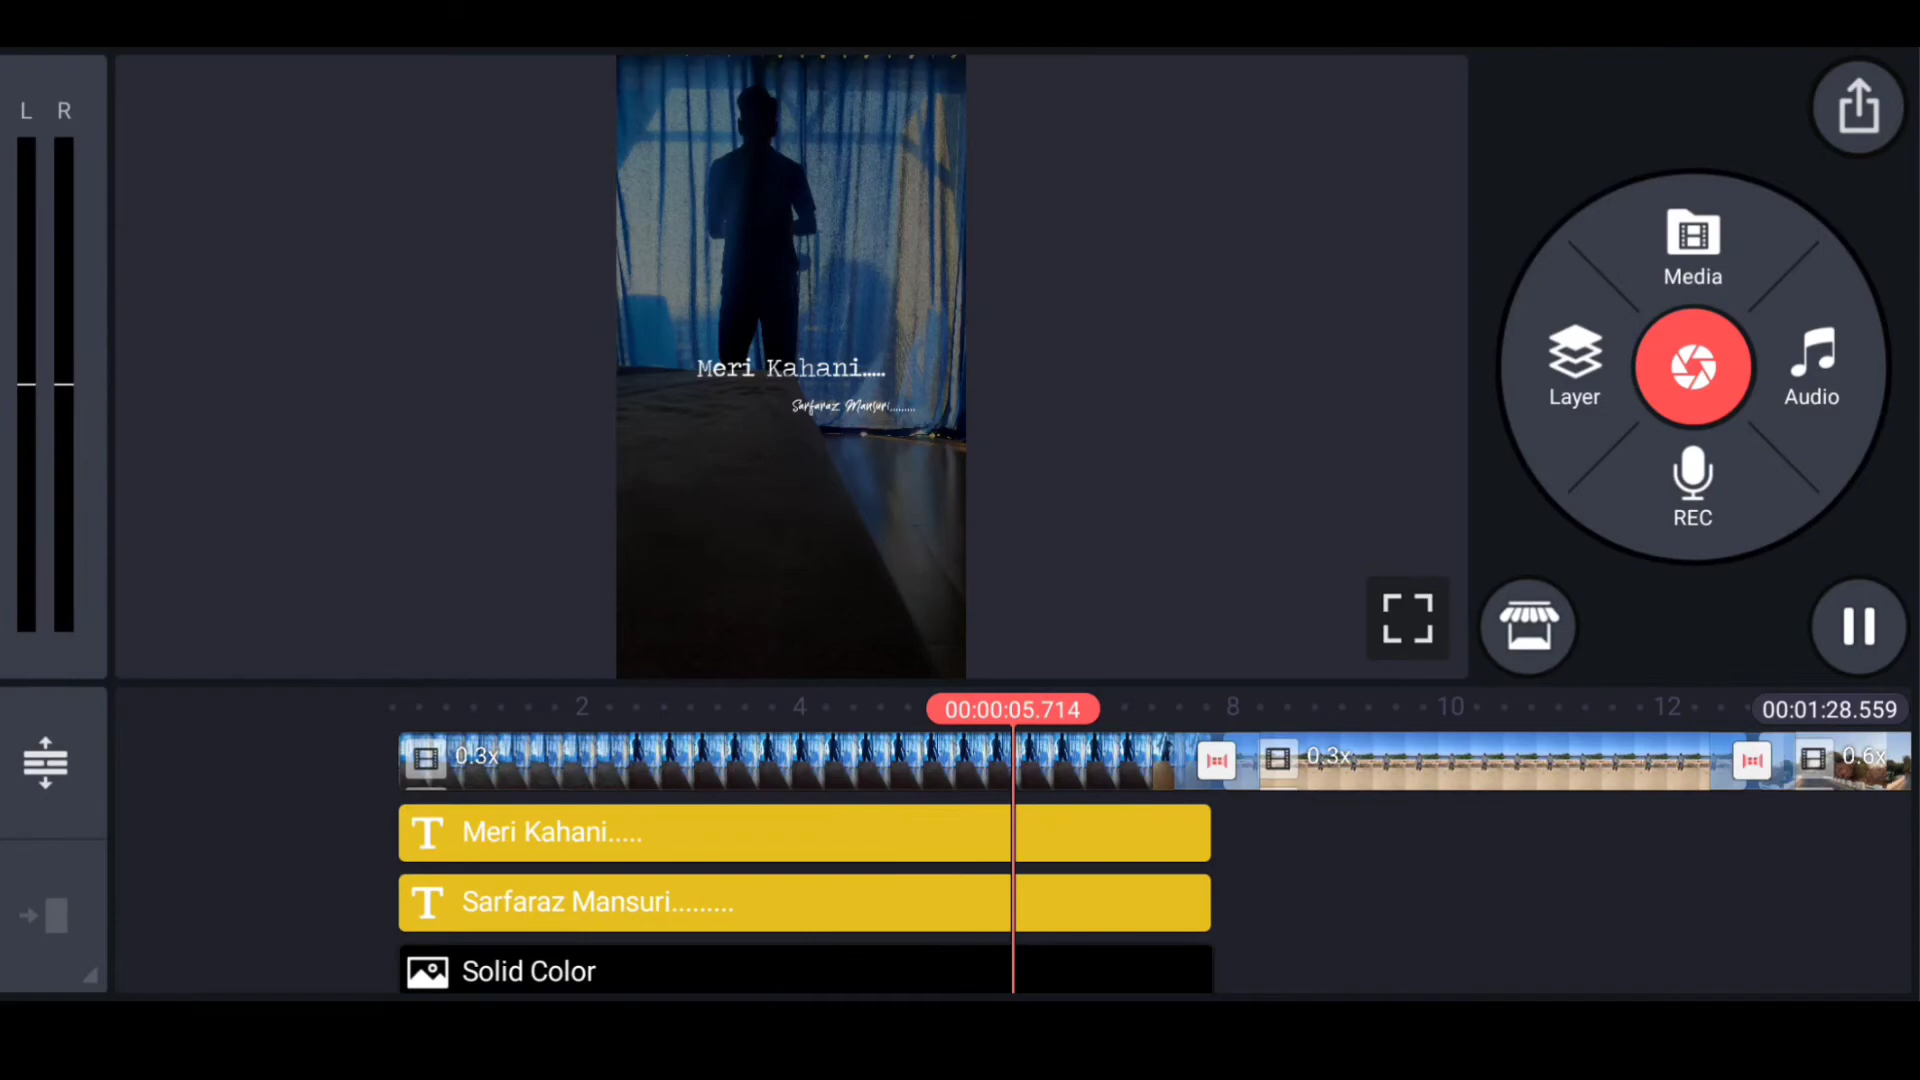 L R
Meri Kahani.....
Sarfaraz Mansuri.........
Media
Layer
Audio
REC
2
4
00:00:05.714
8
10
12
00:01:28.559
0.3x
0.3x
0.6x
T Meri Kahani.....
T Sarfaraz Mansuri.........
Solid Color